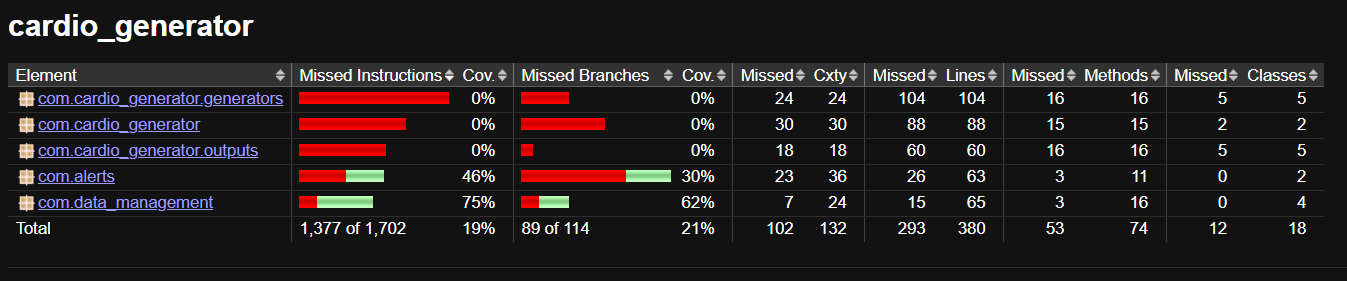 cardio_generator
Element Missed Instructions Cov. Missed Branches Cov. Missed Cxty Missed Lines Missed Methods Missed Classes
com.cardio_generator.generators 0% 0% 24 24 104 104 16 16 5 5
com.cardio_generator 0% 0% 30 30 88 88 15 15 2 2
com.cardio_generator.outputs 0% 0% 18 18 60 60 16 16 5 5
com.alerts 46% 30% 23 36 26 63 3 11 0 2
com.data_management 75% 62% 7 24 15 65 3 16 0 4
Total 1,377 of 1,702 19% 89 of 114 21% 102 132 293 380 53 74 12 18